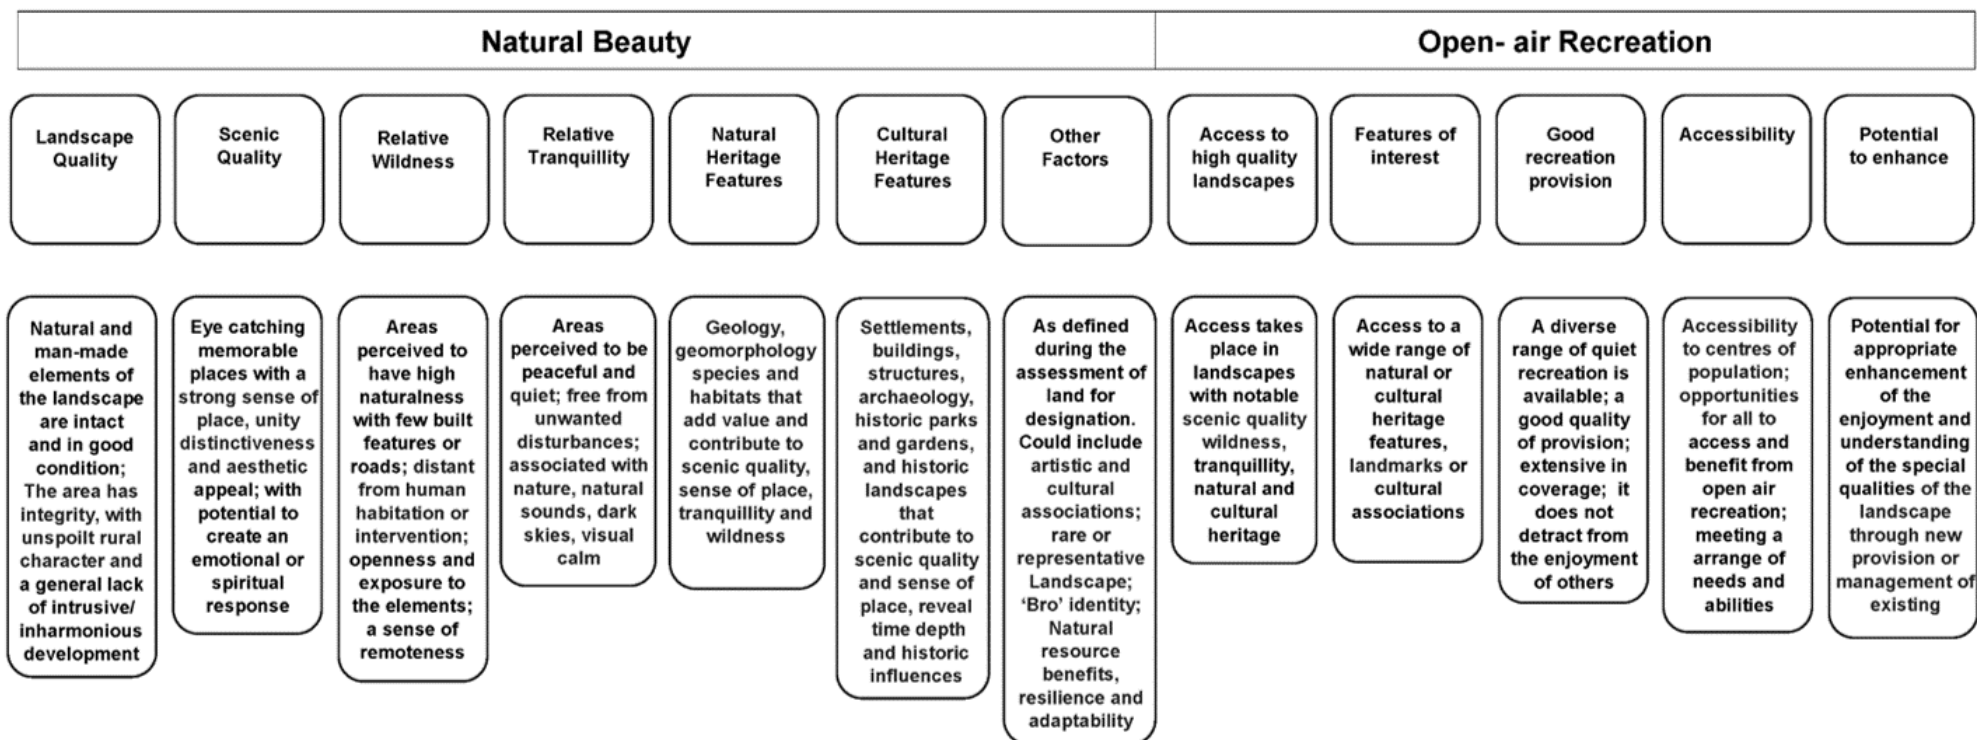 Natural Beauty
Open- air Recreation
Landscape
Quality
Scenic
Quality
Relative
Wildness
Relative
Tranquillity
Natural
Heritage
Features
Cultural
Heritage
Features
Other
Factors
Access to
high quality
landscapes
Features of
interest
Good
recreation
provision
Accessibility
Potential
to enhance
Natural and
man-made
elements of
the landscape
are intact
and in good
condition;
The area has
integrity, with
unspoilt rural
character and
a general lack
of intrusive/
inharmonious
development
Eye catching
memorable
places with a
strong sense of
place, unity
distinctiveness
and aesthetic
appeal; with
potential to
create an
emotional or
spiritual
response
Areas
perceived to
have high
naturalness
with few built
features or
roads; distant
from human
habitation or
intervention;
openness and
exposure to
the elements;
a sense of
remoteness
Areas
perceived to be
peaceful and
quiet; free from
unwanted
disturbances;
associated with
nature, natural
sounds, dark
skies, visual
calm
Geology,
geomorphology
species and
habitats that
add value and
contribute to
scenic quality,
sense of place,
tranquillity and
wildness
Settlements,
buildings,
structures,
archaeology,
historic parks
and gardens,
and historic
landscapes
that
contribute to
scenic quality
and sense of
place, reveal
time depth
and historic
influences
As defined
during the
assessment of
land for
designation.
Could include
artistic and
cultural
associations;
rare or
representative
Landscape;
‘Bro’ identity;
Natural
resource
benefits,
resilience and
adaptability
Access takes
place in
landscapes
with notable
scenic quality
wildness,
tranquillity,
natural and
cultural
heritage
Access to a
wide range of
natural or
cultural
heritage
features,
landmarks or
cultural
associations
A diverse
range of quiet
recreation is
available; a
good quality
of provision;
extensive in
coverage; it
does not
detract from
the enjoyment
of others
Accessibility
to centres of
population;
opportunities
for all to
access and
benefit from
open air
recreation;
meeting a
arrange of
needs and
abilities
Potential for
appropriate
enhancement
of the
enjoyment and
understanding
of the special
qualities of the
landscape
through new
provision or
management of
existing